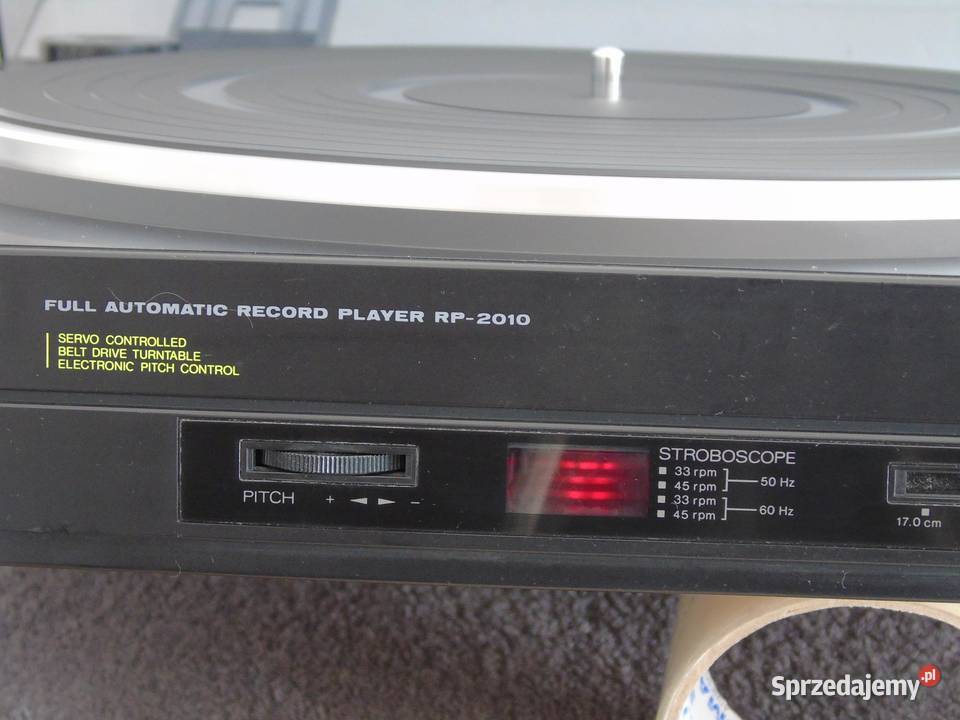 FULL AUTOMATIC RECORD PLAYER RP-2010
SERVO CONTROLLED
BELT DRIVE TURNTABLE
ELECTRONIC PITCH CONTROL
PITCH + ◄ ► -
STROBOSCOPE
33 rpm
45 rpm
50 Hz
33 rpm
45 rpm
60 Hz
17.0 cm
Sprzedajemy.pl